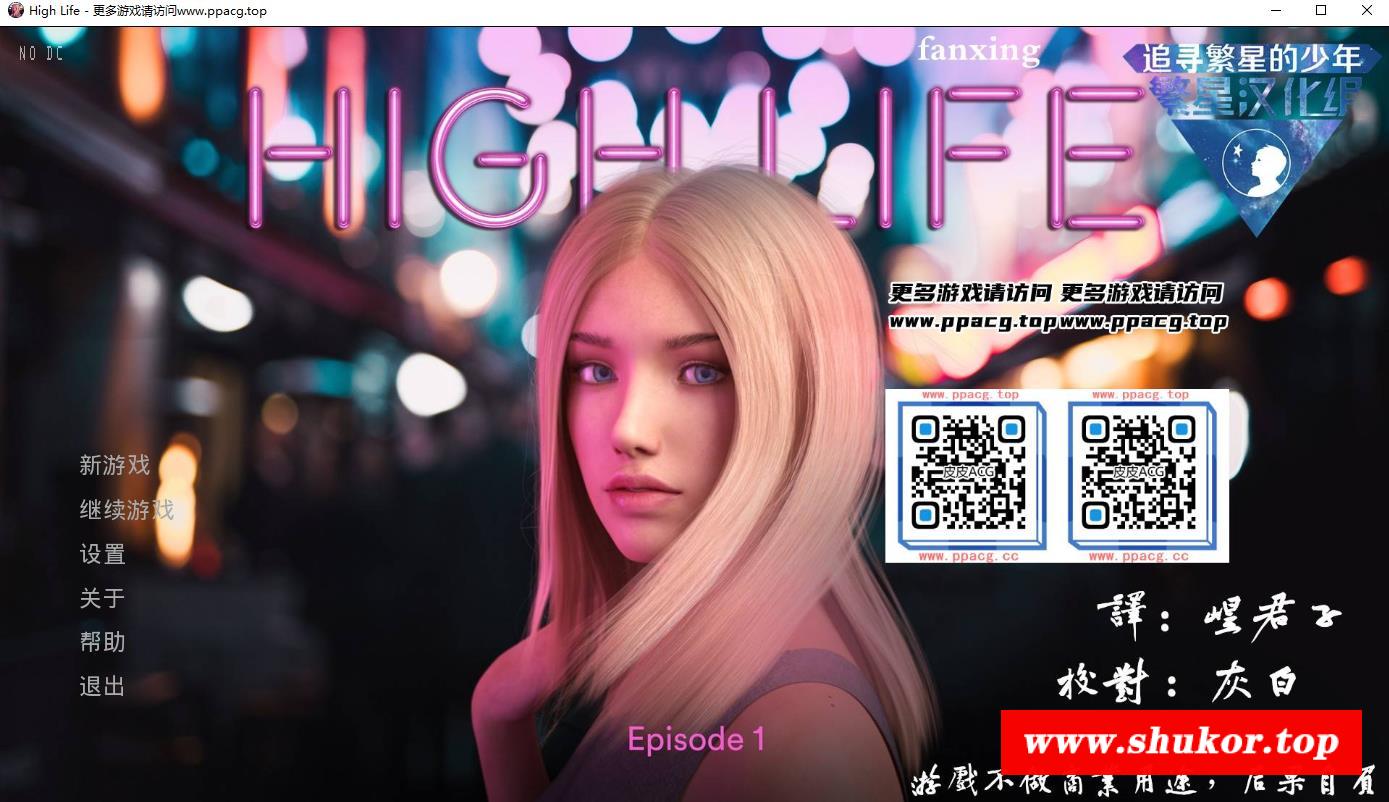 High Life - 更多游戏请访问www.ppacg.top
NO DC
fanxing
追寻繁星的少年
繁星汉化组
HIGH LIFE
更多游戏请访问 更多游戏请访问
www.ppacg.topwww.ppacg.top
www.ppacg.top www.ppacg.top
皮皮ACG 皮皮ACG
www.ppacg.cc www.ppacg.cc
新游戏
继续游戏
设置
关于
帮助
退出
譯：崲君子
校對：灰白
Episode 1
www.shukor.top
游戲不做商業用途，后果自負